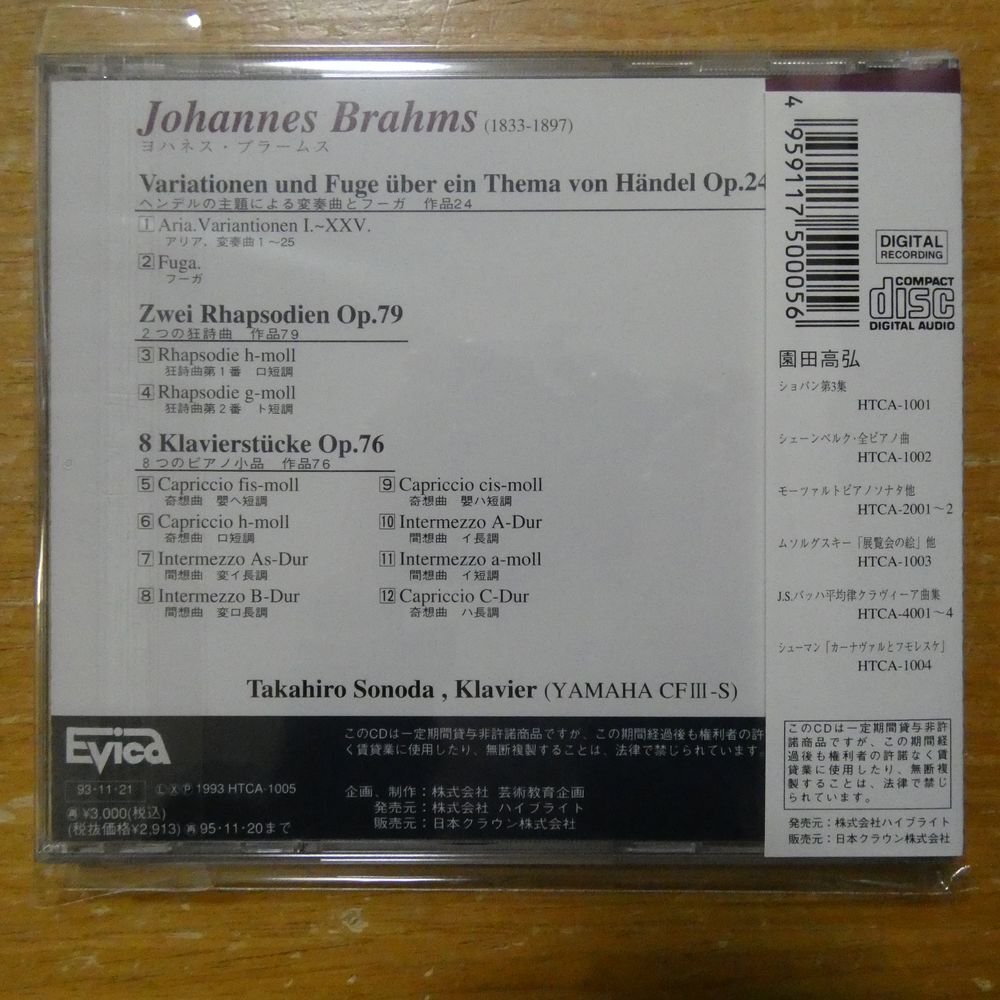 Johannes Brahms (1833-1897)
ヨハネス・ブラームス
Variationen und Fuge über ein Thema von Händel Op.24
ヘンデルの主題による変奏曲とフーガ 作品24
1 Aria.Variantionen I.~XXV.
アリア、変奏曲1〜25
2 Fuga.
フーガ
Zwei Rhapsodien Op.79
2つの狂詩曲 作品79
3 Rhapsodie h-moll
狂詩曲第1番 ロ短調
4 Rhapsodie g-moll
狂詩曲第2番 ト短調
8 Klavierstücke Op.76
8つのピアノ小品 作品76
5 Capriccio fis-moll
奇想曲 嬰ヘ短調
6 Capriccio h-moll
奇想曲 ロ短調
7 Intermezzo As-Dur
間想曲 変イ長調
8 Intermezzo B-Dur
間想曲 変ロ長調
9 Capriccio cis-moll
奇想曲 嬰ハ短調
10 Intermezzo A-Dur
間想曲 イ長調
11 Intermezzo a-moll
間想曲 イ短調
12 Capriccio C-Dur
奇想曲 ハ長調
Takahiro Sonoda , Klavier (YAMAHA CFⅢ-S)
Evica
93·11·21 Ⓛ Ⓧ Ⓟ 1993 HTCA-1005
再 ¥3,000(税込)
(税抜価格¥2,913) 再 95·11·20まで
このCDは一定期間貸与非許諾商品ですが、この期間経過後も権利者の許
く賃貸業に使用したり、無断複製することは、法律で禁じられています。
企画、制作：株式会社 芸術教育企画
発売元：株式会社 ハイブライト
販売元：日本クラウン株式会社
4 959117 500056
DIGITAL
RECORDING
COMPACT
disc
DIGITAL AUDIO
園田高弘
ショパン第3集
HTCA-1001
シェーンベルク・全ピアノ曲
HTCA-1002
モーツァルトピアノソナタ他
HTCA-2001〜2
ムソルグスキー「展覧会の絵」他
HTCA-1003
J.S.バッハ平均律クラヴィーア曲集
HTCA-4001〜4
シューマン「カーナヴァルとフモレスケ」
HTCA-1004
このCDは一定期間貸与非許
諾商品ですが、この期間経
過後も権利者の許諾なく賃
貸業に使用したり、無断複
製することは、法律で禁じ
られています。
発売元：株式会社ハイブライト
販売元：日本クラウン株式会社